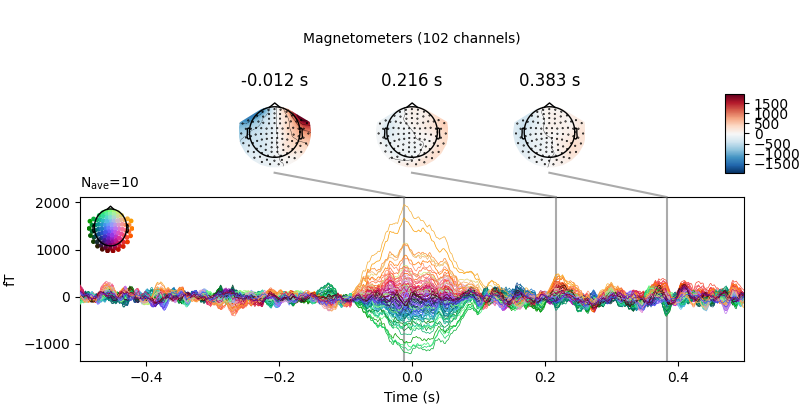 Magnetometers (102 channels)
-0.012 s
0.216 s
0.383 s
1500
1000
500
0
−500
−1000
−1500
Nave=10
2000
1000
0
−1000
fT
−0.4
−0.2
0.0
0.2
0.4
Time (s)